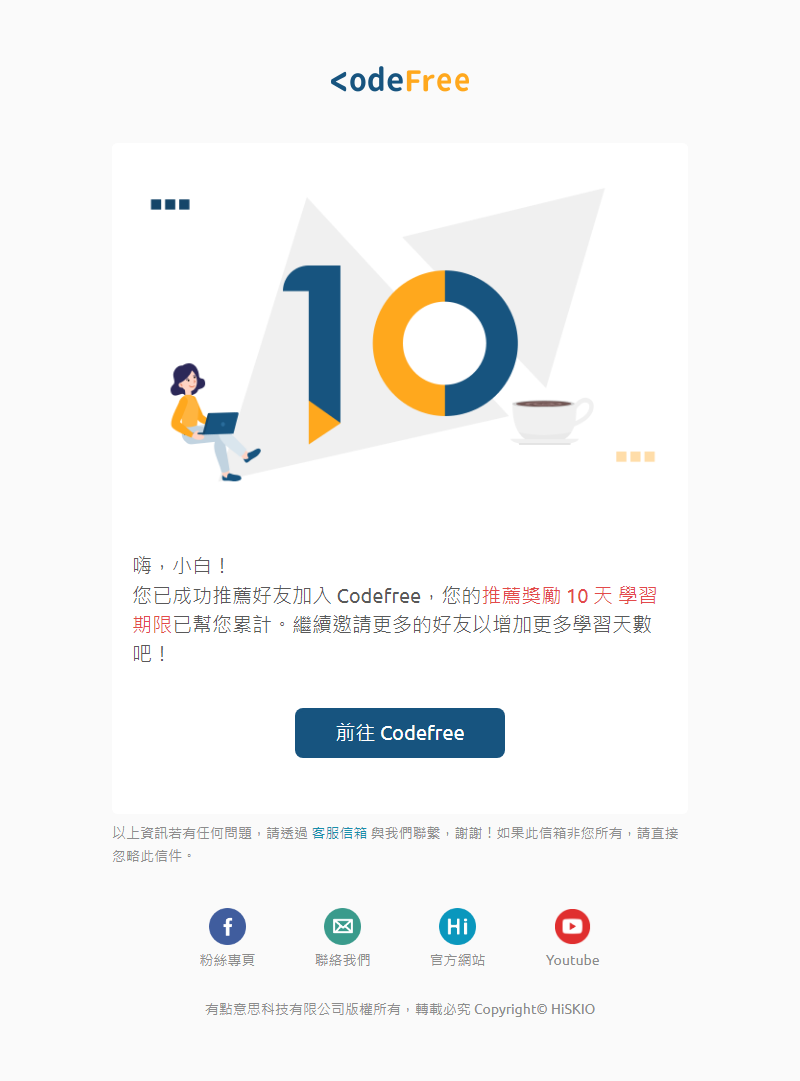 <odeFree
10
嗨，小白！
您已成功推薦好友加入 Codefree，您的推薦獎勵 10 天 學習
期限已幫您累計。繼續邀請更多的好友以增加更多學習天數
吧！
前往 Codefree
以上資訊若有任何問題，請透過 客服信箱 與我們聯繫，謝謝！如果此信箱非您所有，請直接
忽略此信件。
Hi
粉絲專頁 聯絡我們 官方網站 Youtube
有點意思科技有限公司版權所有，轉載必究 Copyright© HiSKIO